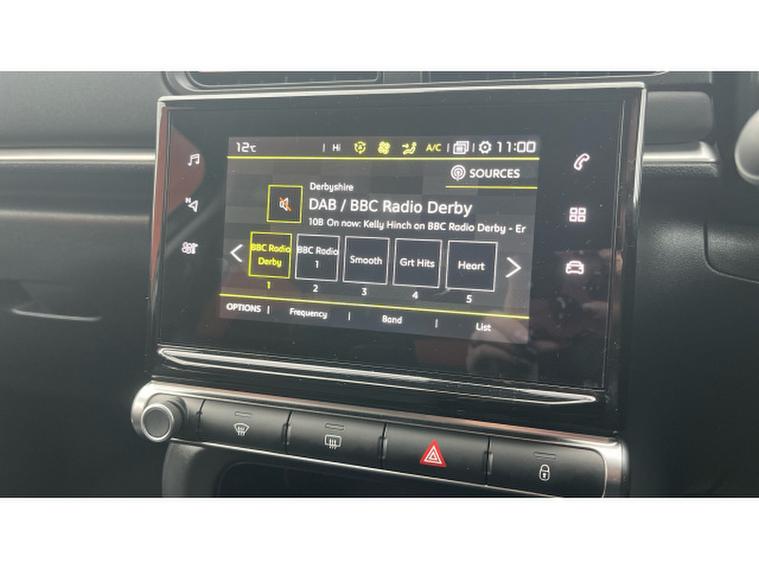 12°C | Hi A/C | | 11:00
SOURCES
Derbyshire
DAB / BBC Radio Derby
10B On now: Kelly Hinch on BBC Radio Derby - Er
BBC Radio
Derby
BBC Radio
1
Smooth
Grt Hits
Heart
1 2 3 4 5
OPTIONS | Frequency | Band | List
N